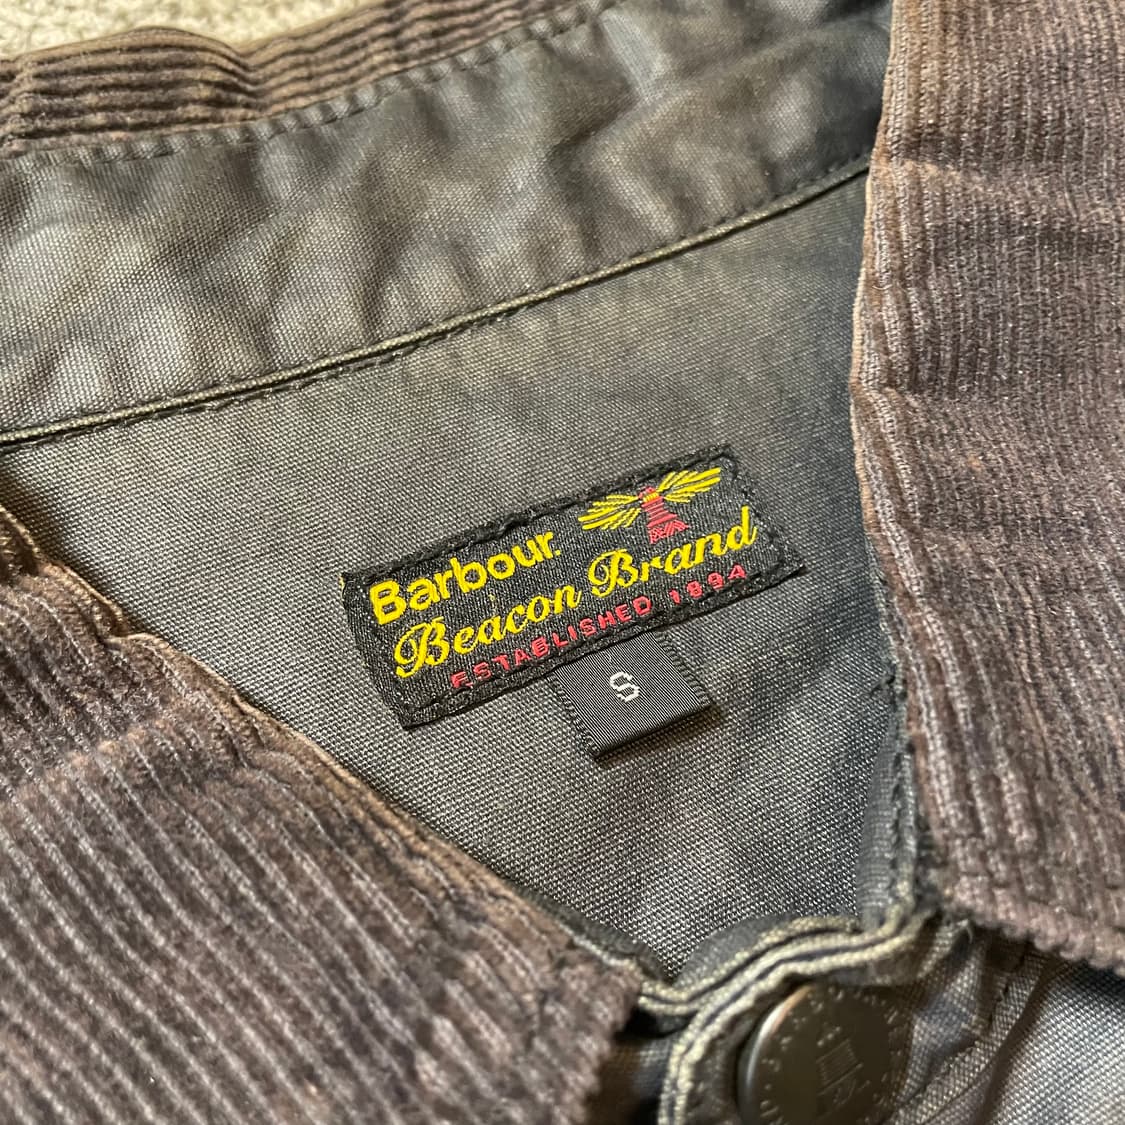 Barbour.
Beacon Brand
ESTABLISHED 1894
S